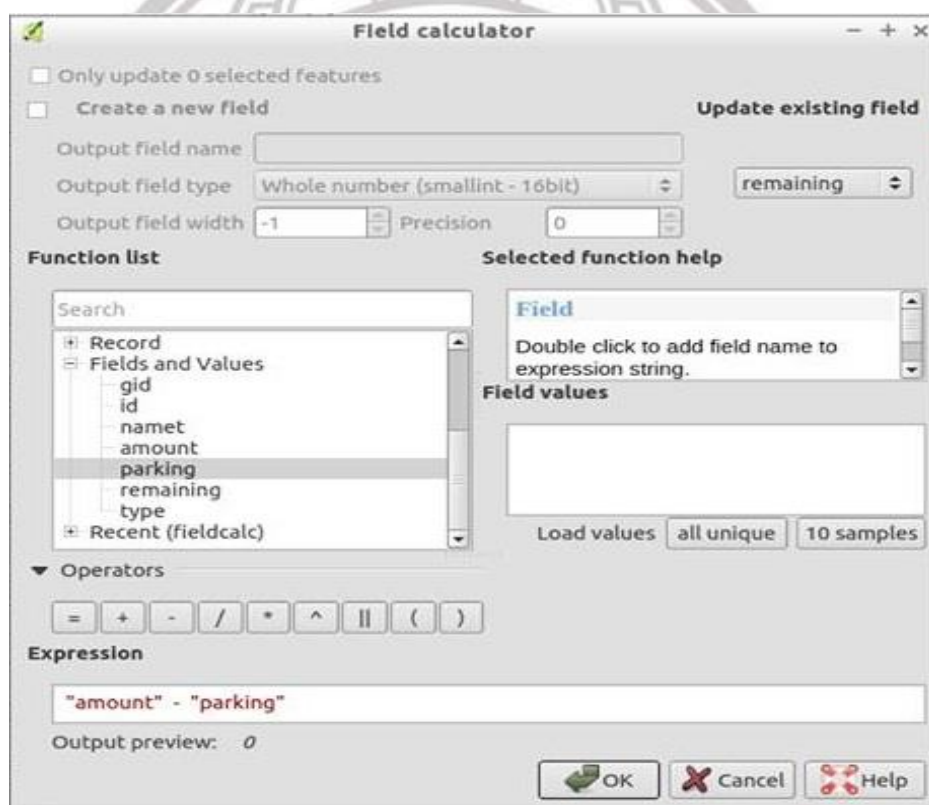 Field calculator
Only update 0 selected features
Create a new field
Update existing field
Output field name
Output field type Whole number (smallint - 16bit)
remaining
Output field width -1 Precision 0
Function list
Selected function help
Search
Record
Fields and Values
gid
id
namet
amount
parking
remaining
type
Recent (fieldcalc)
Field
Double click to add field name to
expression string.
Field values
Load values all unique 10 samples
Operators
= + - / * ^ || ( )
Expression
"amount" - "parking"
Output preview: 0
OK Cancel Help